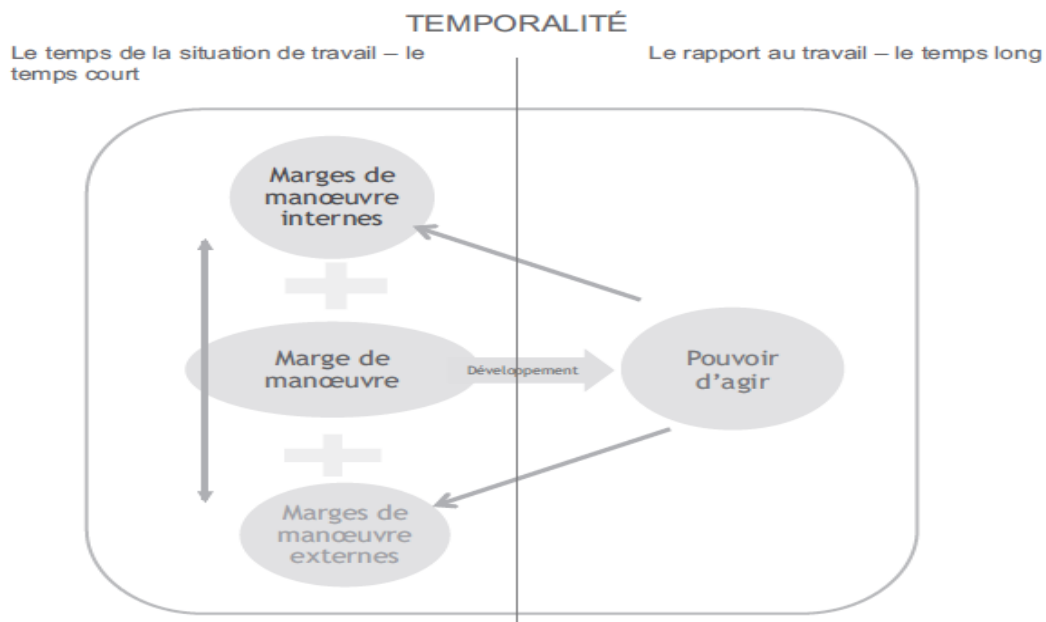 TEMPORALITÉ
Le temps de la situation de travail – le
temps court
Le rapport au travail – le temps long
Marges de
manœuvre
internes
Marge de
manœuvre
Développement
Pouvoir
d’agir
Marges de
manœuvre
externes